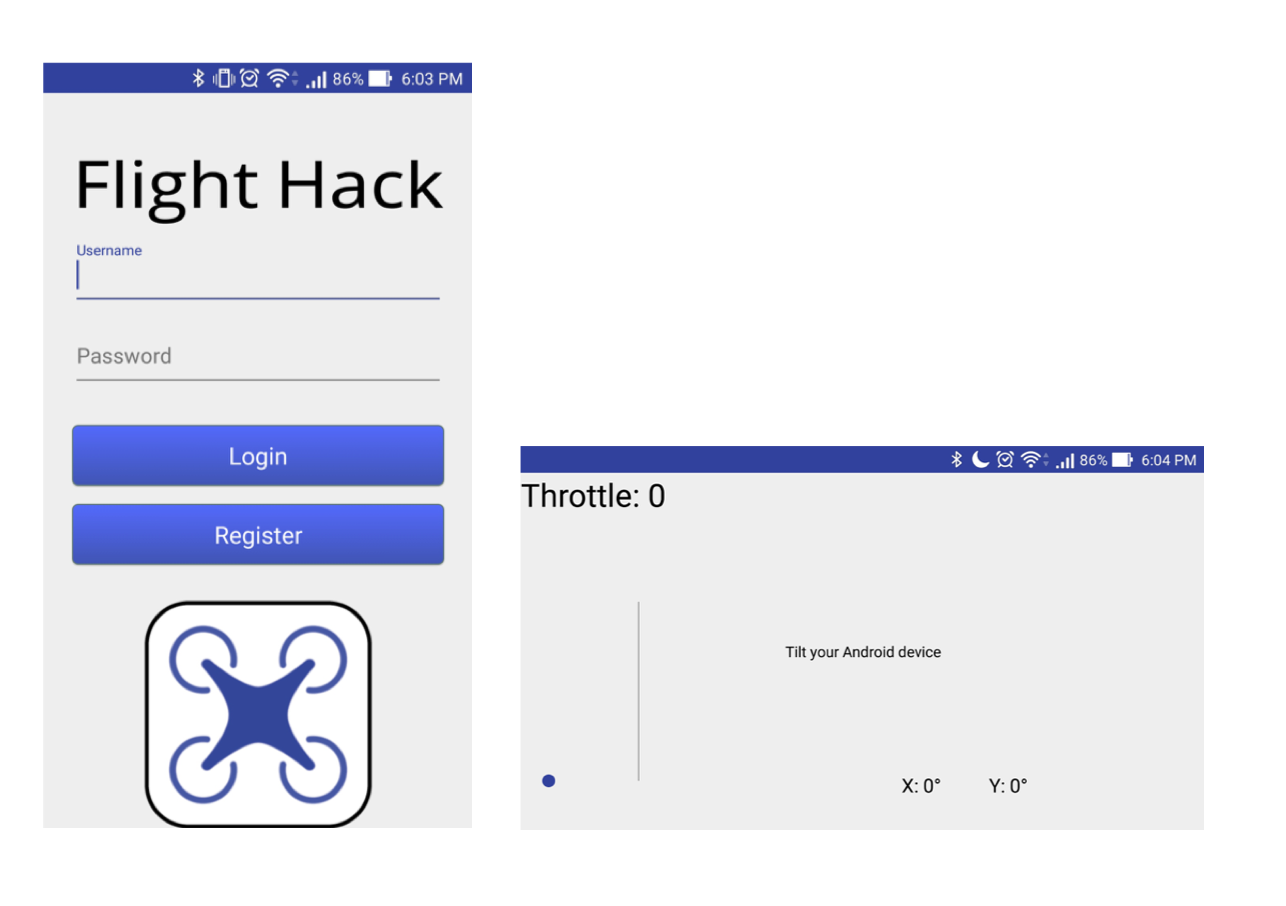 86% 6:03 PM
Flight Hack
Username
Password
Login
Register
86% 6:04 PM
Throttle: 0
Tilt your Android device
X: 0° Y: 0°